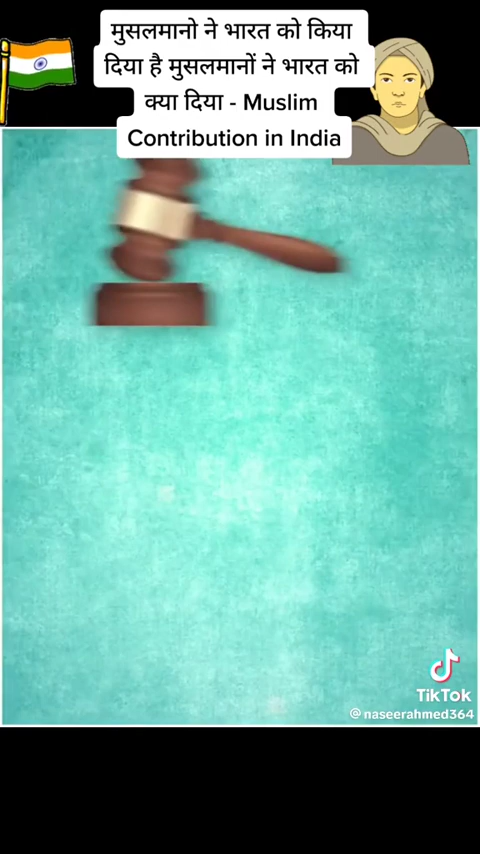 मुसलमानो ने भारत को किया
दिया है मुसलमानों ने भारत को
क्या दिया - Muslim
Contribution in India
TikTok
@naseerahmed364